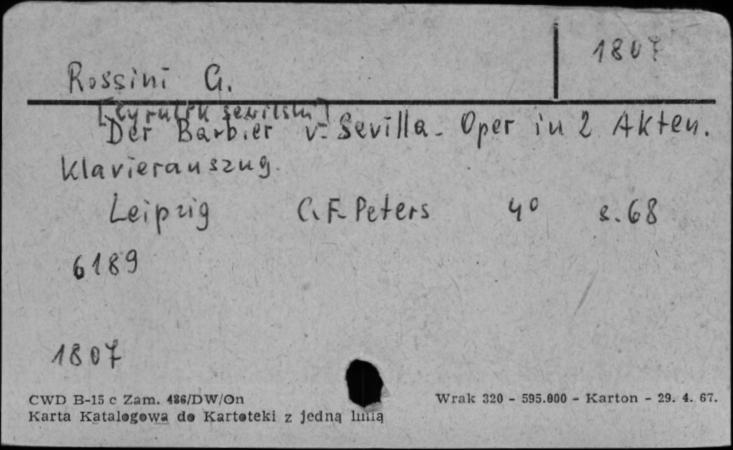 1807
Rossini G.
[Cyrulik sewilski]
Der Barbier v. Sevilla. Oper in 2 Akten.
Klavierauszug.
Leipzig C. F. Peters 4° s. 68
6189
1807
CWD B-15 c Zam. 486/DW/On
Karta Katalogowa do Kartoteki z jedną linią
Wrak 320 - 595.000 - Karton - 29. 4. 67.